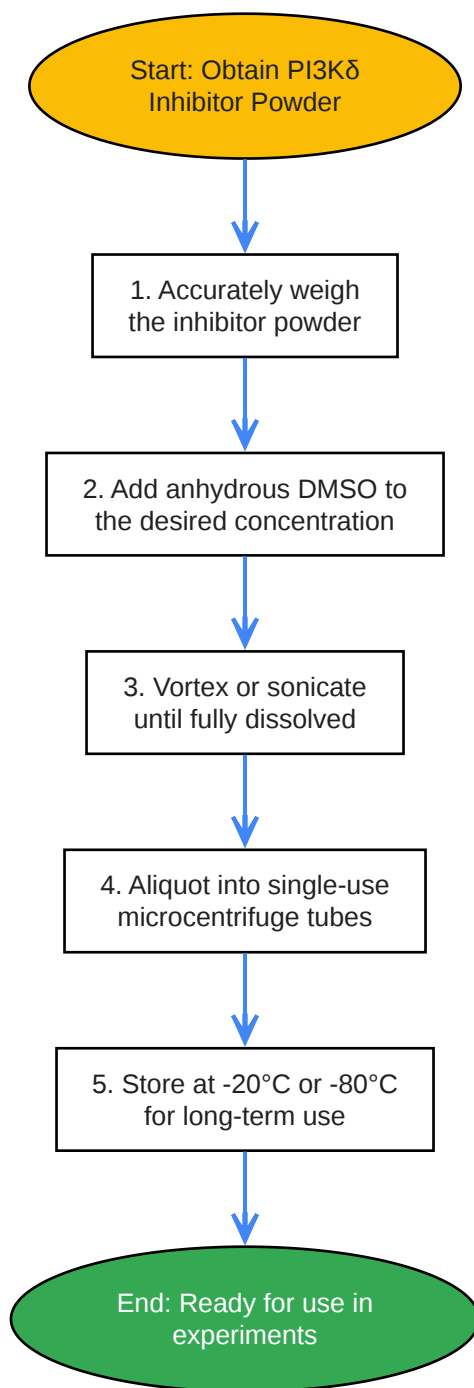 Start: Obtain PI3Kδ
Inhibitor Powder
1. Accurately weigh
the inhibitor powder
2. Add anhydrous DMSO to
the desired concentration
3. Vortex or sonicate
until fully dissolved
4. Aliquot into single-use
microcentrifuge tubes
5. Store at -20°C or -80°C
for long-term use
End: Ready for use in
experiments